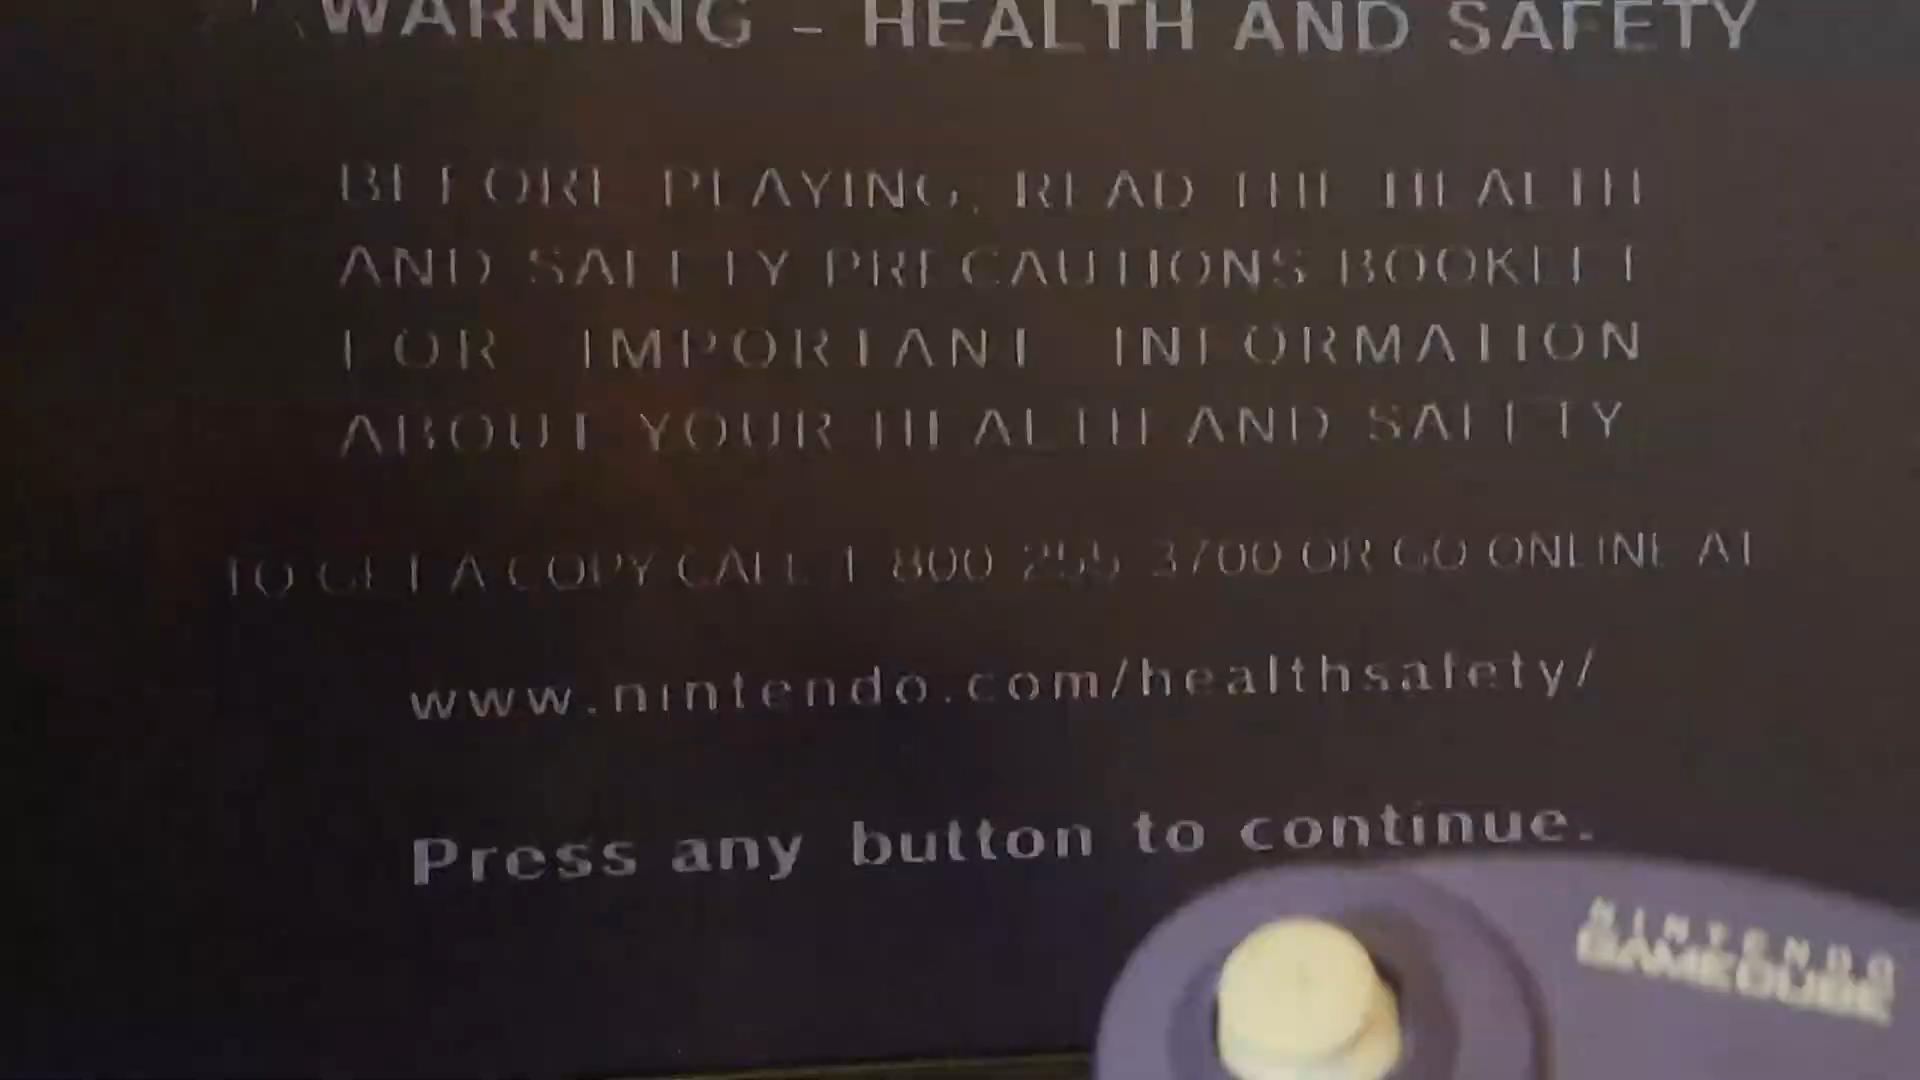 WARNING - HEALTH AND SAFETY
BEFORE PLAYING, READ THE HEALTH
AND SAFETY PRECAUTIONS BOOKLET
FOR IMPORTANT INFORMATION
ABOUT YOUR HEALTH AND SAFETY
TO GET A COPY CALL 1 800 255 3700 OR GO ONLINE AT
www.nintendo.com/healthsafety/
Press any button to continue.
NINTENDO
GAMECUBE